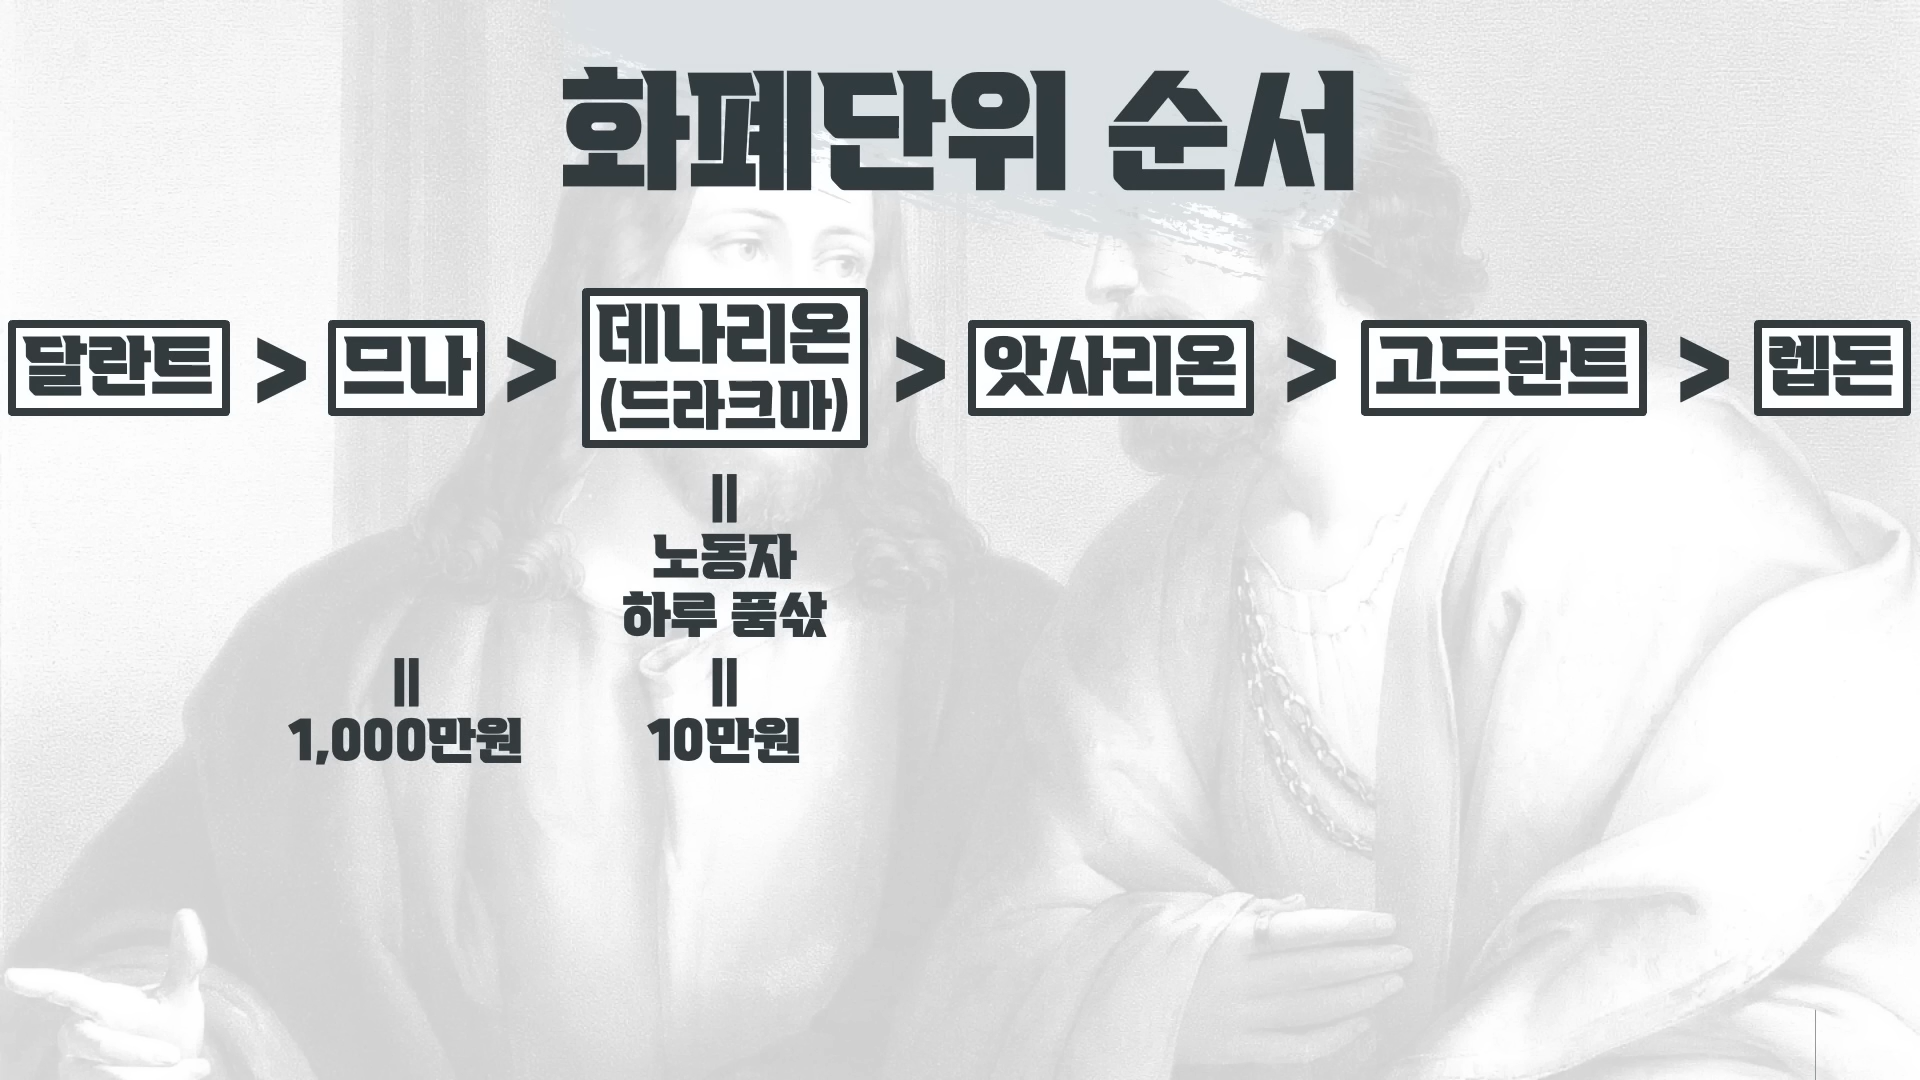 화폐단위 순서
달란트 > 므나 > 데나리온 > 앗사리온 > 고드란트 > 렙돈
(드라크마)
||
노동자
하루 품삯
|| ||
1,000만원 10만원